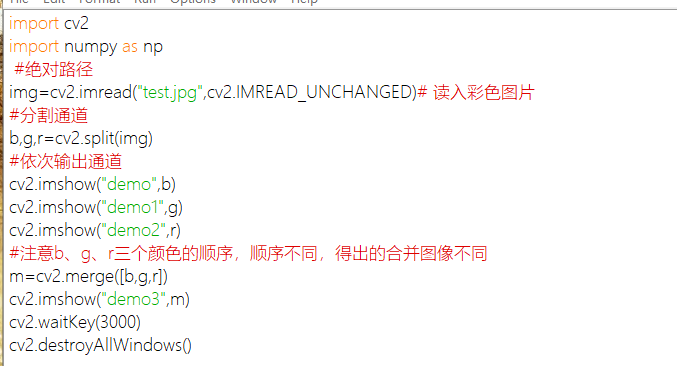 File Edit Format Run Options Window Help
import cv2
import numpy as np
#绝对路径
img=cv2.imread("test.jpg",cv2.IMREAD_UNCHANGED)# 读入彩色图片
#分割通道
b,g,r=cv2.split(img)
#依次输出通道
cv2.imshow("demo",b)
cv2.imshow("demo1",g)
cv2.imshow("demo2",r)
#注意b、g、r三个颜色的顺序，顺序不同，得出的合并图像不同
m=cv2.merge([b,g,r])
cv2.imshow("demo3",m)
cv2.waitKey(3000)
cv2.destroyAllWindows()